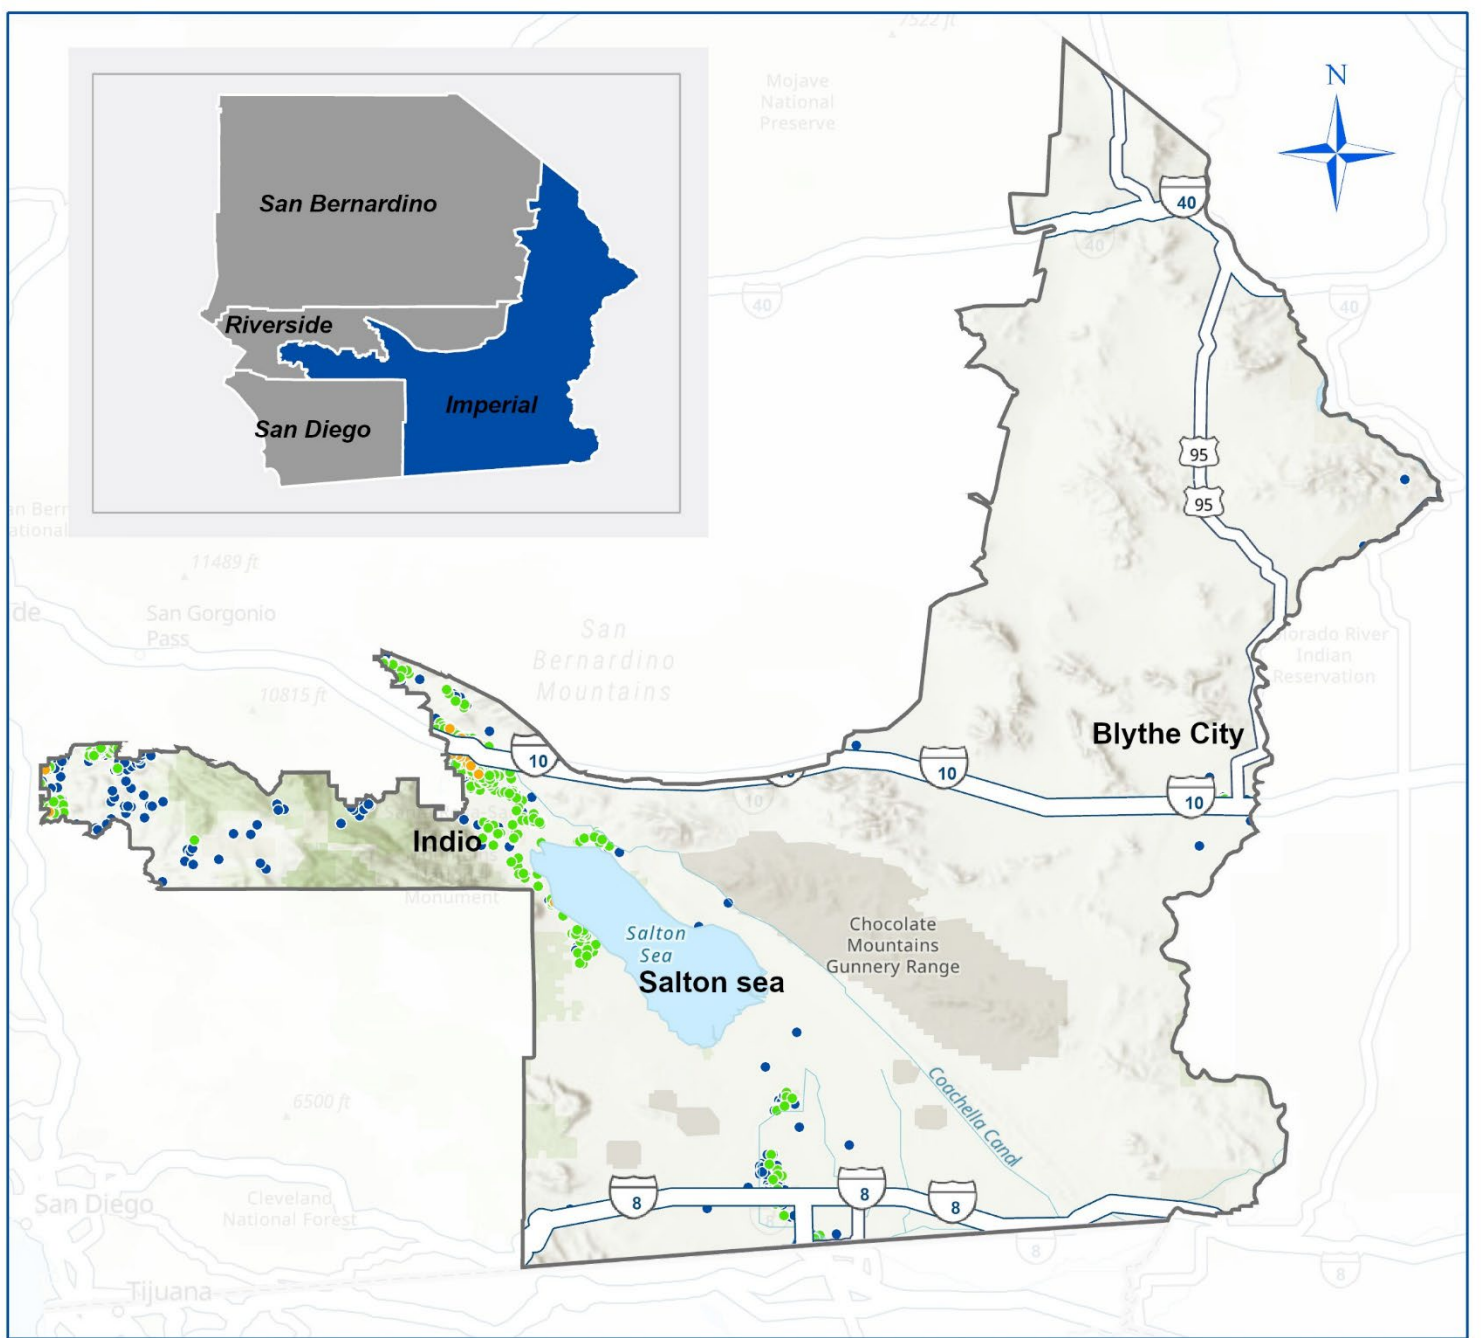 7522 ft
N
Mojave
National
Preserve
San Bernardino
40
40
40
40
Riverside
Imperial
San Diego
95
95
11489 ft
San Gorgonio
Pass
San
Bernardino
Mountains
10815 ft
River
Indian
Reservation
Blythe City
10
10
10
10
Indio
Monument
Chocolate
Mountains
Gunnery Range
Salton
Sea
Salton sea
Coachella Canal
6500 ft
San Diego
Cleveland
National Forest
8
8
8
8
8
8
Tijuana